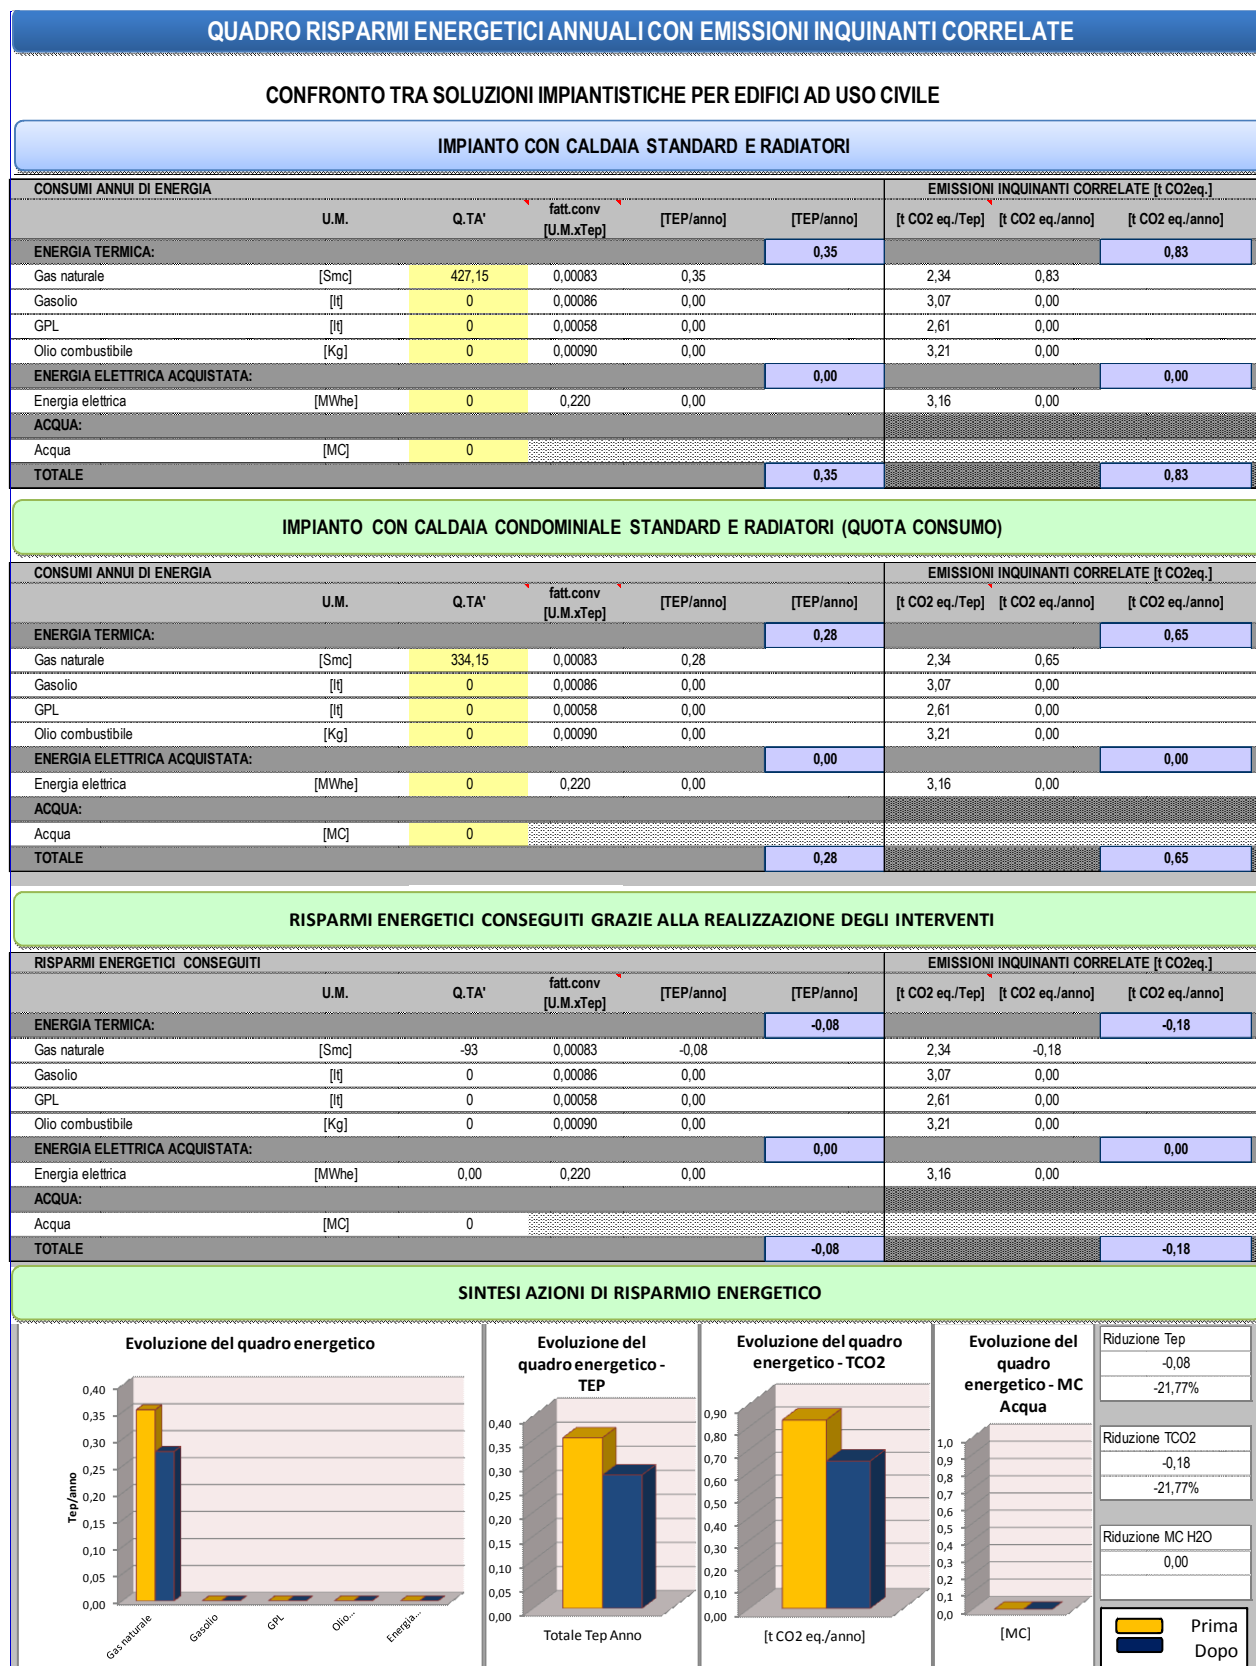 QUADRO RISPARMI ENERGETICI ANNUALI CON EMISSIONI INQUINANTI CORRELATE
CONFRONTO TRA SOLUZIONI IMPIANTISTICHE PER EDIFICI AD USO CIVILE
IMPIANTO CON CALDAIA STANDARD E RADIATORI
CONSUMI ANNUI DI ENERGIA EMISSIONI INQUINANTI CORRELATE [t CO2eq.]
U.M. Q.TA' fatt.conv [U.M.xTep] [TEP/anno] [TEP/anno] [t CO2 eq./Tep] [t CO2 eq./anno] [t CO2 eq./anno]
ENERGIA TERMICA: 0,35 0,83
Gas naturale [Smc] 427,15 0,00083 0,35 2,34 0,83
Gasolio [lt] 0 0,00086 0,00 3,07 0,00
GPL [lt] 0 0,00058 0,00 2,61 0,00
Olio combustibile [Kg] 0 0,00090 0,00 3,21 0,00
ENERGIA ELETTRICA ACQUISTATA: 0,00 0,00
Energia elettrica [MWhe] 0 0,220 0,00 3,16 0,00
ACQUA:
Acqua [MC] 0
TOTALE 0,35 0,83
IMPIANTO CON CALDAIA CONDOMINIALE STANDARD E RADIATORI (QUOTA CONSUMO)
CONSUMI ANNUI DI ENERGIA EMISSIONI INQUINANTI CORRELATE [t CO2eq.]
U.M. Q.TA' fatt.conv [U.M.xTep] [TEP/anno] [TEP/anno] [t CO2 eq./Tep] [t CO2 eq./anno] [t CO2 eq./anno]
ENERGIA TERMICA: 0,28 0,65
Gas naturale [Smc] 334,15 0,00083 0,28 2,34 0,65
Gasolio [lt] 0 0,00086 0,00 3,07 0,00
GPL [lt] 0 0,00058 0,00 2,61 0,00
Olio combustibile [Kg] 0 0,00090 0,00 3,21 0,00
ENERGIA ELETTRICA ACQUISTATA: 0,00 0,00
Energia elettrica [MWhe] 0 0,220 0,00 3,16 0,00
ACQUA:
Acqua [MC] 0
TOTALE 0,28 0,65
RISPARMI ENERGETICI CONSEGUITI GRAZIE ALLA REALIZZAZIONE DEGLI INTERVENTI
RISPARMI ENERGETICI CONSEGUITI EMISSIONI INQUINANTI CORRELATE [t CO2eq.]
U.M. Q.TA' fatt.conv [U.M.xTep] [TEP/anno] [TEP/anno] [t CO2 eq./Tep] [t CO2 eq./anno] [t CO2 eq./anno]
ENERGIA TERMICA: -0,08 -0,18
Gas naturale [Smc] -93 0,00083 -0,08 2,34 -0,18
Gasolio [lt] 0 0,00086 0,00 3,07 0,00
GPL [lt] 0 0,00058 0,00 2,61 0,00
Olio combustibile [Kg] 0 0,00090 0,00 3,21 0,00
ENERGIA ELETTRICA ACQUISTATA: 0,00 0,00
Energia elettrica [MWhe] 0,00 0,220 0,00 3,16 0,00
ACQUA:
Acqua [MC] 0
TOTALE -0,08 -0,18
SINTESI AZIONI DI RISPARMIO ENERGETICO
Evoluzione del quadro energetico
Tep/anno
0,40
0,35
0,30
0,25
0,20
0,15
0,10
0,05
0,00
Gas naturale
Gasolio
GPL
Olio...
Energia...
Evoluzione del
quadro energetico -
TEP
0,40
0,35
0,30
0,25
0,20
0,15
0,10
0,05
0,00
Totale Tep Anno
Evoluzione del quadro
energetico - TCO2
0,90
0,80
0,70
0,60
0,50
0,40
0,30
0,20
0,10
0,00
[t CO2 eq./anno]
Evoluzione del
quadro
energetico - MC
Acqua
1,0
0,9
0,8
0,7
0,6
0,5
0,4
0,3
0,2
0,1
0,0
[MC]
Riduzione Tep
-0,08
-21,77%
Riduzione TCO2
-0,18
-21,77%
Riduzione MC H2O
0,00
Prima
Dopo